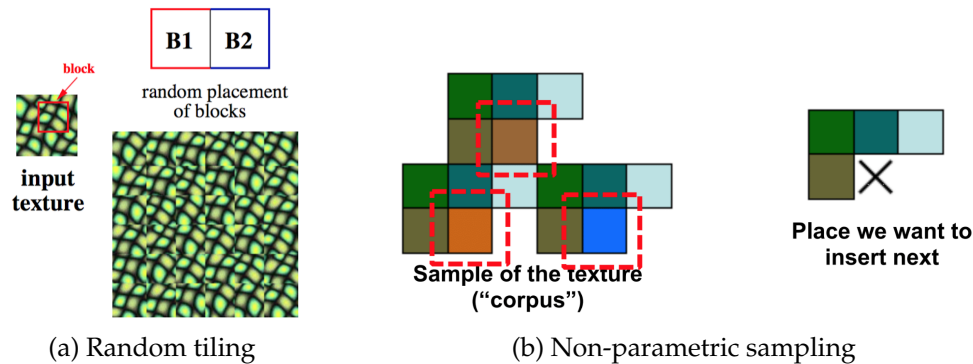 B1 B2
block
random placement
of blocks
input
texture
Sample of the texture
(“corpus”)
Place we want to
insert next
(a) Random tiling
(b) Non-parametric sampling